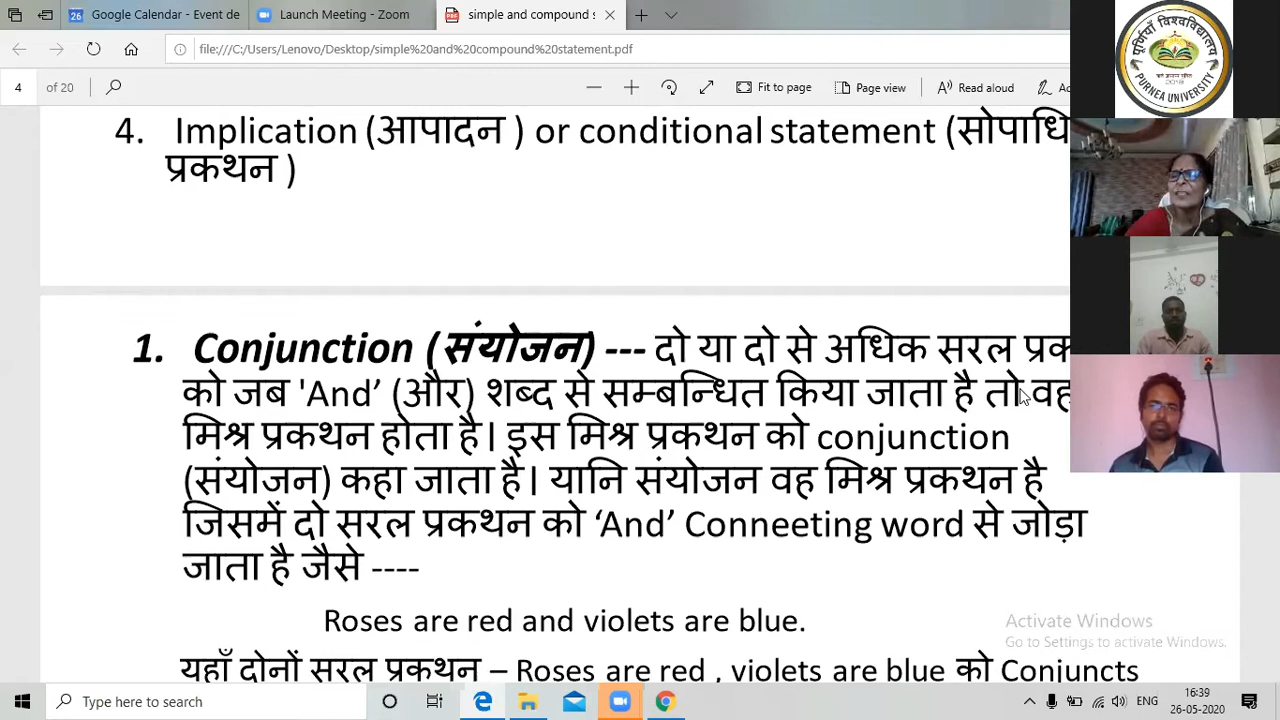 Google Calendar - Event de
Launch Meeting - Zoom
simple and compound s
file:///C:/Users/Lenovo/Desktop/simple%20and%20compound%20statement.pdf
4 of 20
Fit to page
Page view
Read aloud
4. Implication (आपादन ) or conditional statement (सोपाधि
प्रकथन )
1. Conjunction (संयोजन) --- दो या दो से अधिक सरल प्रक
को जब 'And’ (और) शब्द से सम्बन्धित किया जाता है तो वह
मिश्र प्रकथन होता है। इस मिश्र प्रकथन को conjunction
(संयोजन) कहा जाता है। यानि संयोजन वह मिश्र प्रकथन है
जिसमें दो सरल प्रकथन को ‘And’ Conneeting word से जोड़ा
जाता है जैसे ----
Roses are red and violets are blue.
यहाँ दोनों सरल प्रकथन – Roses are red , violets are blue को Conjuncts
Activate Windows
Go to Settings to activate Windows.
पूर्णियाँ विश्वविद्यालय
PURNEA UNIVERSITY
Type here to search
ENG
16:39
26-05-2020